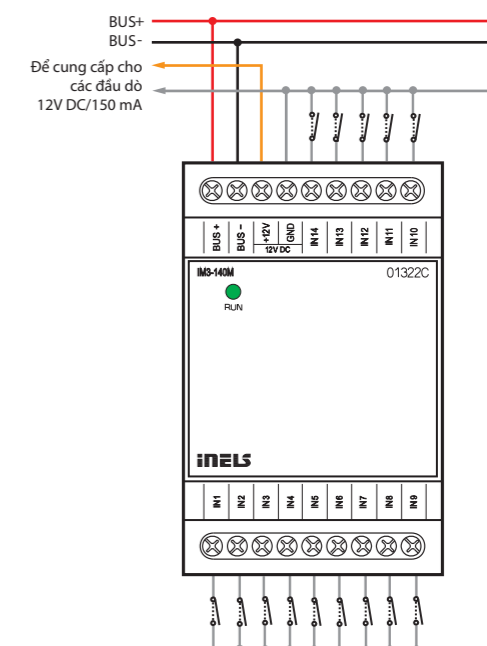 BUS+
BUS-
Để cung cấp cho
các đầu dò
12V DC/150 mA
BUS +
BUS -
+12V
GND
12V DC
IN14
IN13
IN12
IN11
IN10
IM3-140M
01322C
RUN
iNELS
IN1
IN2
IN3
IN4
IN5
IN6
IN7
IN8
IN9